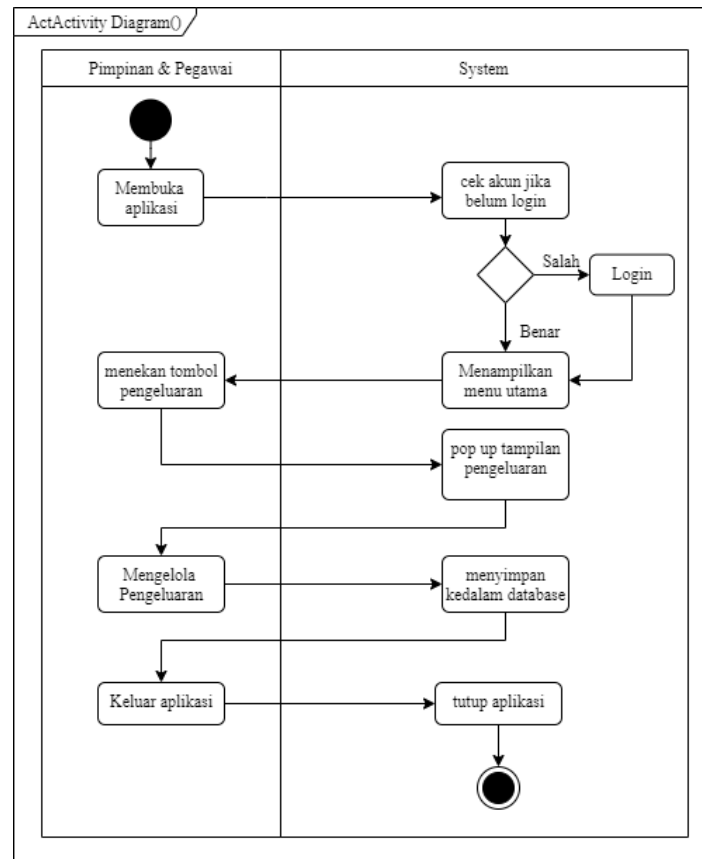 ActActivity Diagram()
Pimpinan & Pegawai
System
Membuka
aplikasi
cek akun jika
belum login
Salah
Login
Benar
menekan tombol
pengeluaran
Menampilkan
menu utama
pop up tampilan
pengeluaran
Mengelola
Pengeluaran
menyimpan
kedalam database
Keluar aplikasi
tutup aplikasi